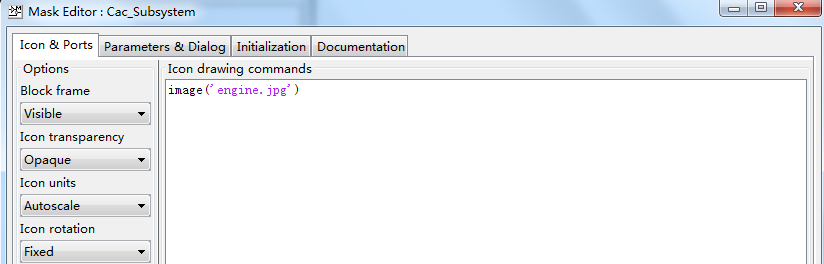 Mask Editor : Cac_Subsystem
Icon & Ports
Parameters & Dialog
Initialization
Documentation
Options
Icon drawing commands
Block frame
image('engine.jpg')
Visible
Icon transparency
Opaque
Icon units
Autoscale
Icon rotation
Fixed